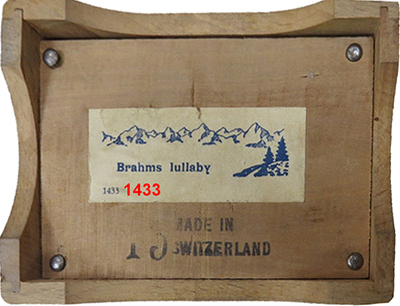 Brahms lullaby
1433 1433
MADE IN
SWITZERLAND